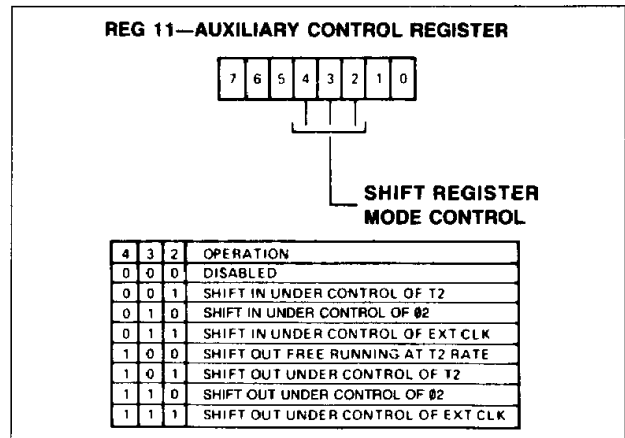 REG 11—AUXILIARY CONTROL REGISTER
7 6 5 4 3 2 1 0
SHIFT REGISTER
MODE CONTROL
4 3 2 OPERATION
0 0 0 DISABLED
0 0 1 SHIFT IN UNDER CONTROL OF T2
0 1 0 SHIFT IN UNDER CONTROL OF Ø2
0 1 1 SHIFT IN UNDER CONTROL OF EXT CLK
1 0 0 SHIFT OUT FREE RUNNING AT T2 RATE
1 0 1 SHIFT OUT UNDER CONTROL OF T2
1 1 0 SHIFT OUT UNDER CONTROL OF Ø2
1 1 1 SHIFT OUT UNDER CONTROL OF EXT CLK